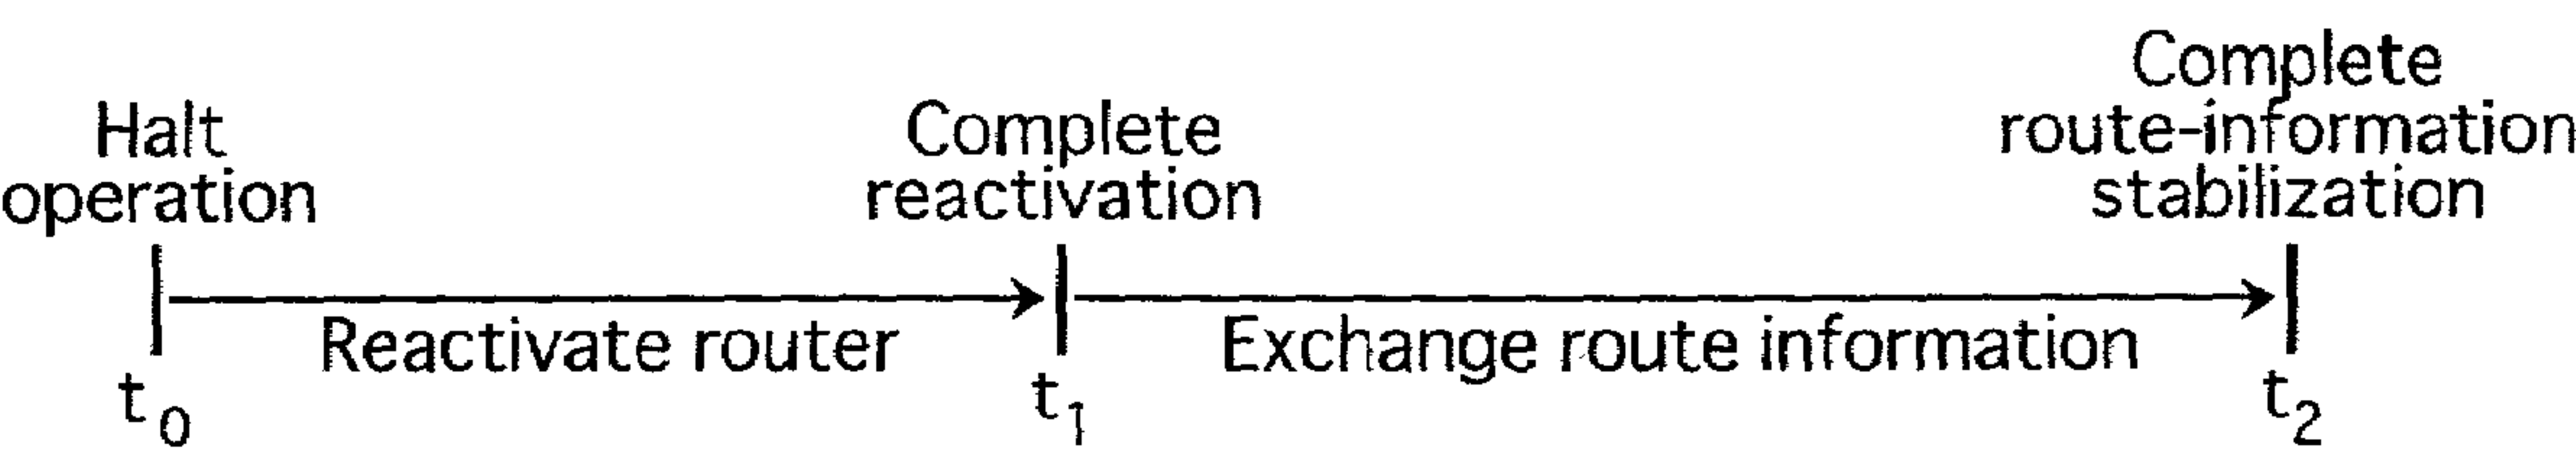 Halt
operation
Complete
reactivation
Complete
route-information
stabilization
Reactivate router
Exchange route information
t0
t1
t2